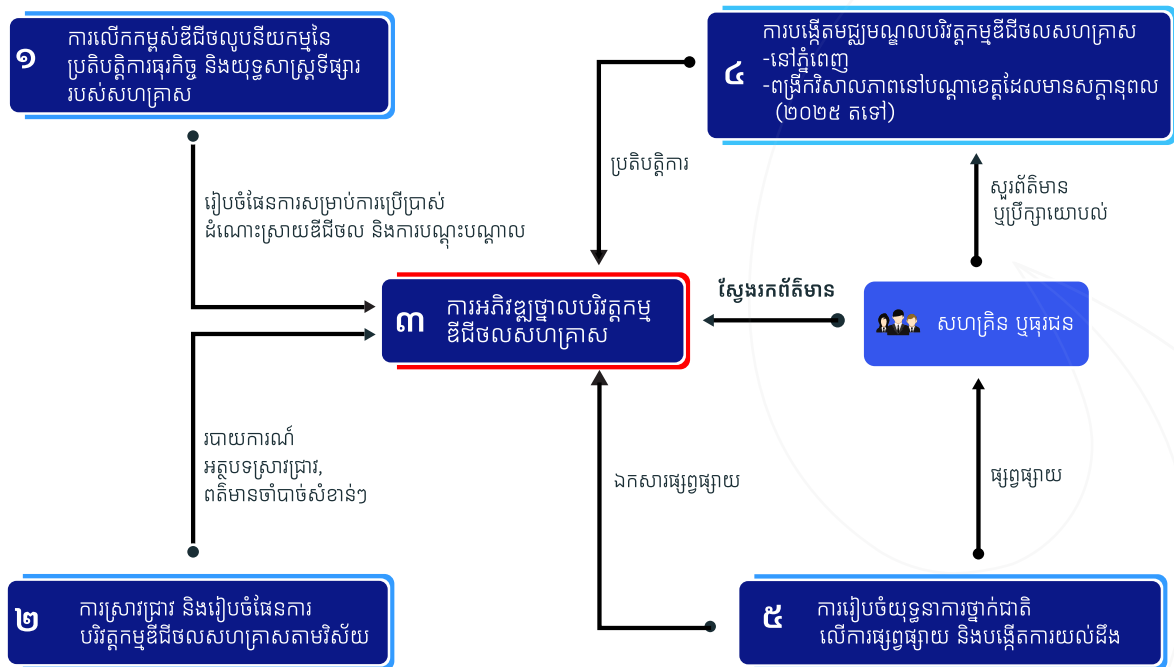 ១
ការលើកកម្ពស់ឌីជីថលូបនីយកម្មនៃ
ប្រតិបត្តិការធុរកិច្ច និងយុទ្ធសាស្ត្រទីផ្សារ
របស់សហគ្រាស
៤
ការបង្កើតមជ្ឈមណ្ឌលបរិវត្តកម្មឌីជីថលសហគ្រាស
-នៅភ្នំពេញ
-ពង្រីកវិសាលភាពនៅបណ្តាខេត្តដែលមានសក្តានុពល
(២០២៥ តទៅ)
ប្រតិបត្តិការ
សួរព័ត៌មាន
ឬប្រឹក្សាយោបល់
រៀបចំផែនការសម្រាប់ការប្រើប្រាស់
ដំណោះស្រាយឌីជីថល និងការបណ្តុះបណ្តាល
៣
ការអភិវឌ្ឍថ្នាលបរិវត្តកម្ម
ឌីជីថលសហគ្រាស
ស្វែងរកព័ត៌មាន
សហគ្រិន ឬធុរជន
របាយការណ៍
អត្ថបទស្រាវជ្រាវ,
ពត៌មានចាំបាច់សំខាន់ៗ
ឯកសារផ្សព្វផ្សាយ
ផ្សព្វផ្សាយ
២
ការស្រាវជ្រាវ និងរៀបចំផែនការ
បរិវត្តកម្មឌីជីថលសហគ្រាសតាមវិស័យ
៥
ការរៀបចំយុទ្ធនាការថ្នាក់ជាតិ
លើការផ្សព្វផ្សាយ និងបង្កើតការយល់ដឹង